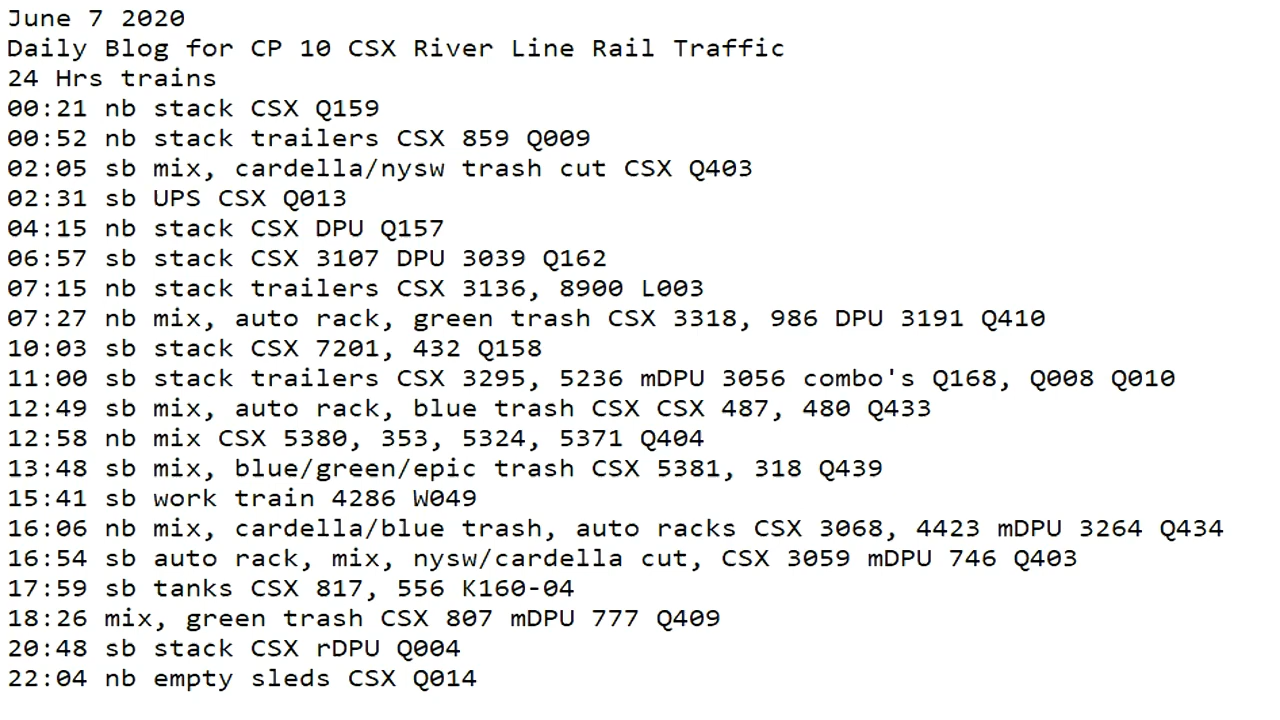 June 7 2020
Daily Blog for CP 10 CSX River Line Rail Traffic
24 Hrs trains
00:21 nb stack CSX Q159
00:52 nb stack trailers CSX 859 Q009
02:05 sb mix, cardella/nysw trash cut CSX Q403
02:31 sb UPS CSX Q013
04:15 nb stack CSX DPU Q157
06:57 sb stack CSX 3107 DPU 3039 Q162
07:15 nb stack trailers CSX 3136, 8900 L003
07:27 nb mix, auto rack, green trash CSX 3318, 986 DPU 3191 Q410
10:03 sb stack CSX 7201, 432 Q158
11:00 sb stack trailers CSX 3295, 5236 mDPU 3056 combo's Q168, Q008 Q010
12:49 sb mix, auto rack, blue trash CSX CSX 487, 480 Q433
12:58 nb mix CSX 5380, 353, 5324, 5371 Q404
13:48 sb mix, blue/green/epic trash CSX 5381, 318 Q439
15:41 sb work train 4286 W049
16:06 nb mix, cardella/blue trash, auto racks CSX 3068, 4423 mDPU 3264 Q434
16:54 sb auto rack, mix, nysw/cardella cut, CSX 3059 mDPU 746 Q403
17:59 sb tanks CSX 817, 556 K160-04
18:26 mix, green trash CSX 807 mDPU 777 Q409
20:48 sb stack CSX rDPU Q004
22:04 nb empty sleds CSX Q014